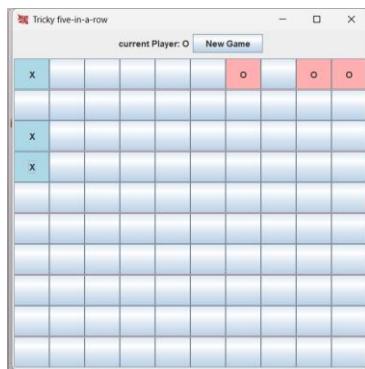 Tricky five-in-a-row
current Player: O New Game
X O O O
X
X